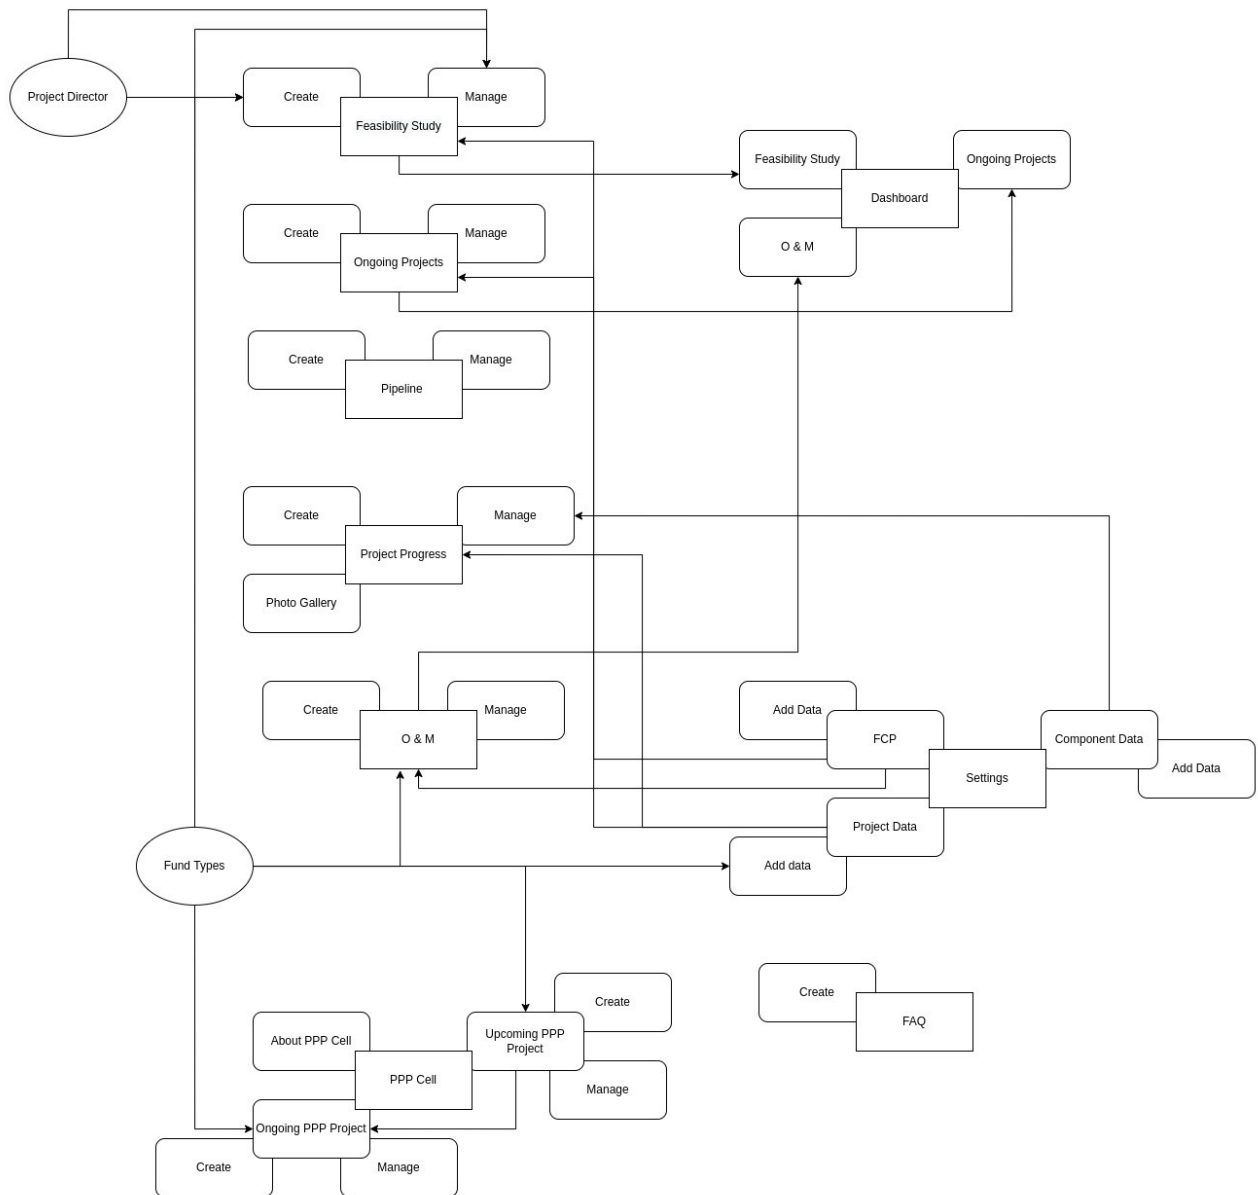 Project Director
Create
Manage
Feasibility Study
Feasibility Study
Ongoing Projects
Dashboard
O & M
Create
Manage
Ongoing Projects
Create
Manage
Pipeline
Create
Manage
Project Progress
Photo Gallery
Create
Manage
O & M
Add Data
FCP
Component Data
Settings
Add Data
Project Data
Add data
Fund Types
Create
FAQ
Create
Upcoming PPP
Project
Manage
About PPP Cell
PPP Cell
Ongoing PPP Project
Create
Manage